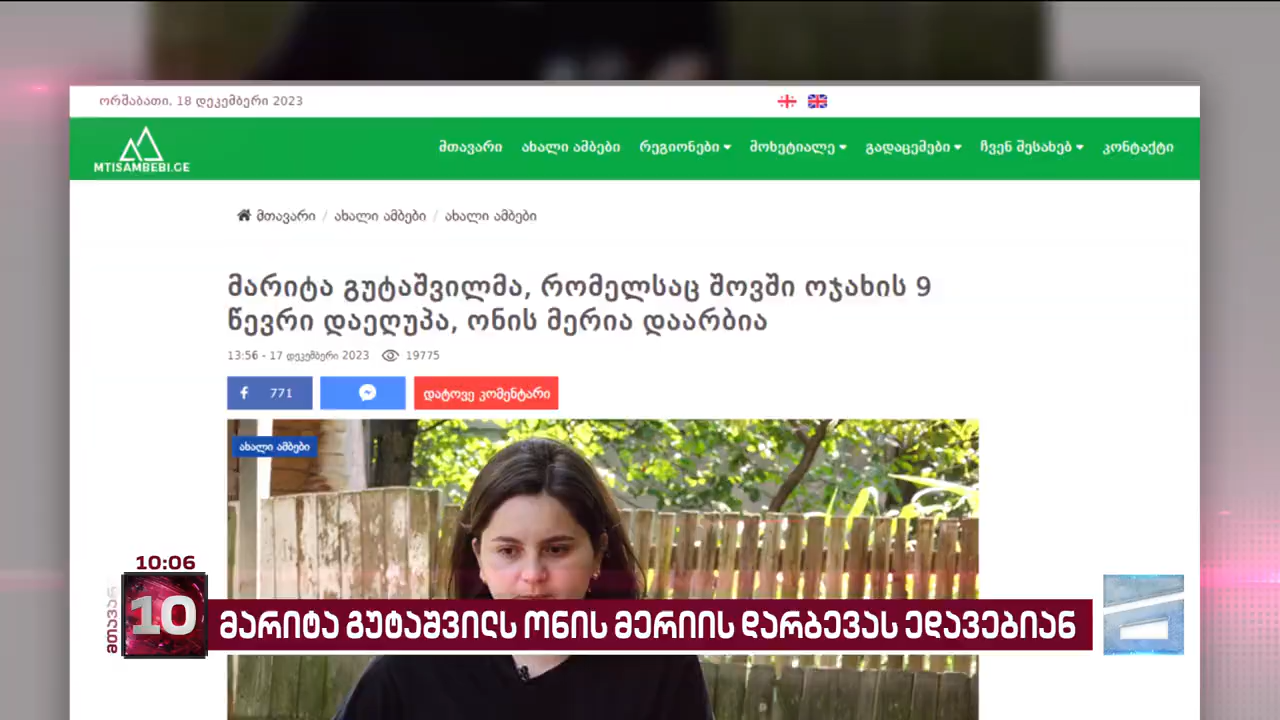 ორშაბათი, 18 დეკემბერი 2023
MTISAMBEBI.GE
მთავარი ახალი ამბები რეგიონები მოხეტიალე გადაცემები ჩვენ შესახებ კონტაქტი
მთავარი / ახალი ამბები / ახალი ამბები
მარიტა გუტაშვილმა, რომელსაც შოვში ოჯახის 9
წევრი დაეღუპა, ონის მერია დაარბია
13:56 - 17 დეკემბერი 2023 19775
771
დატოვე კომენტარი
ახალი ამბები
10:06
მთავარი
10
მარიტა გუტაშვილს ონის მერიის დარბევას ედავებიან